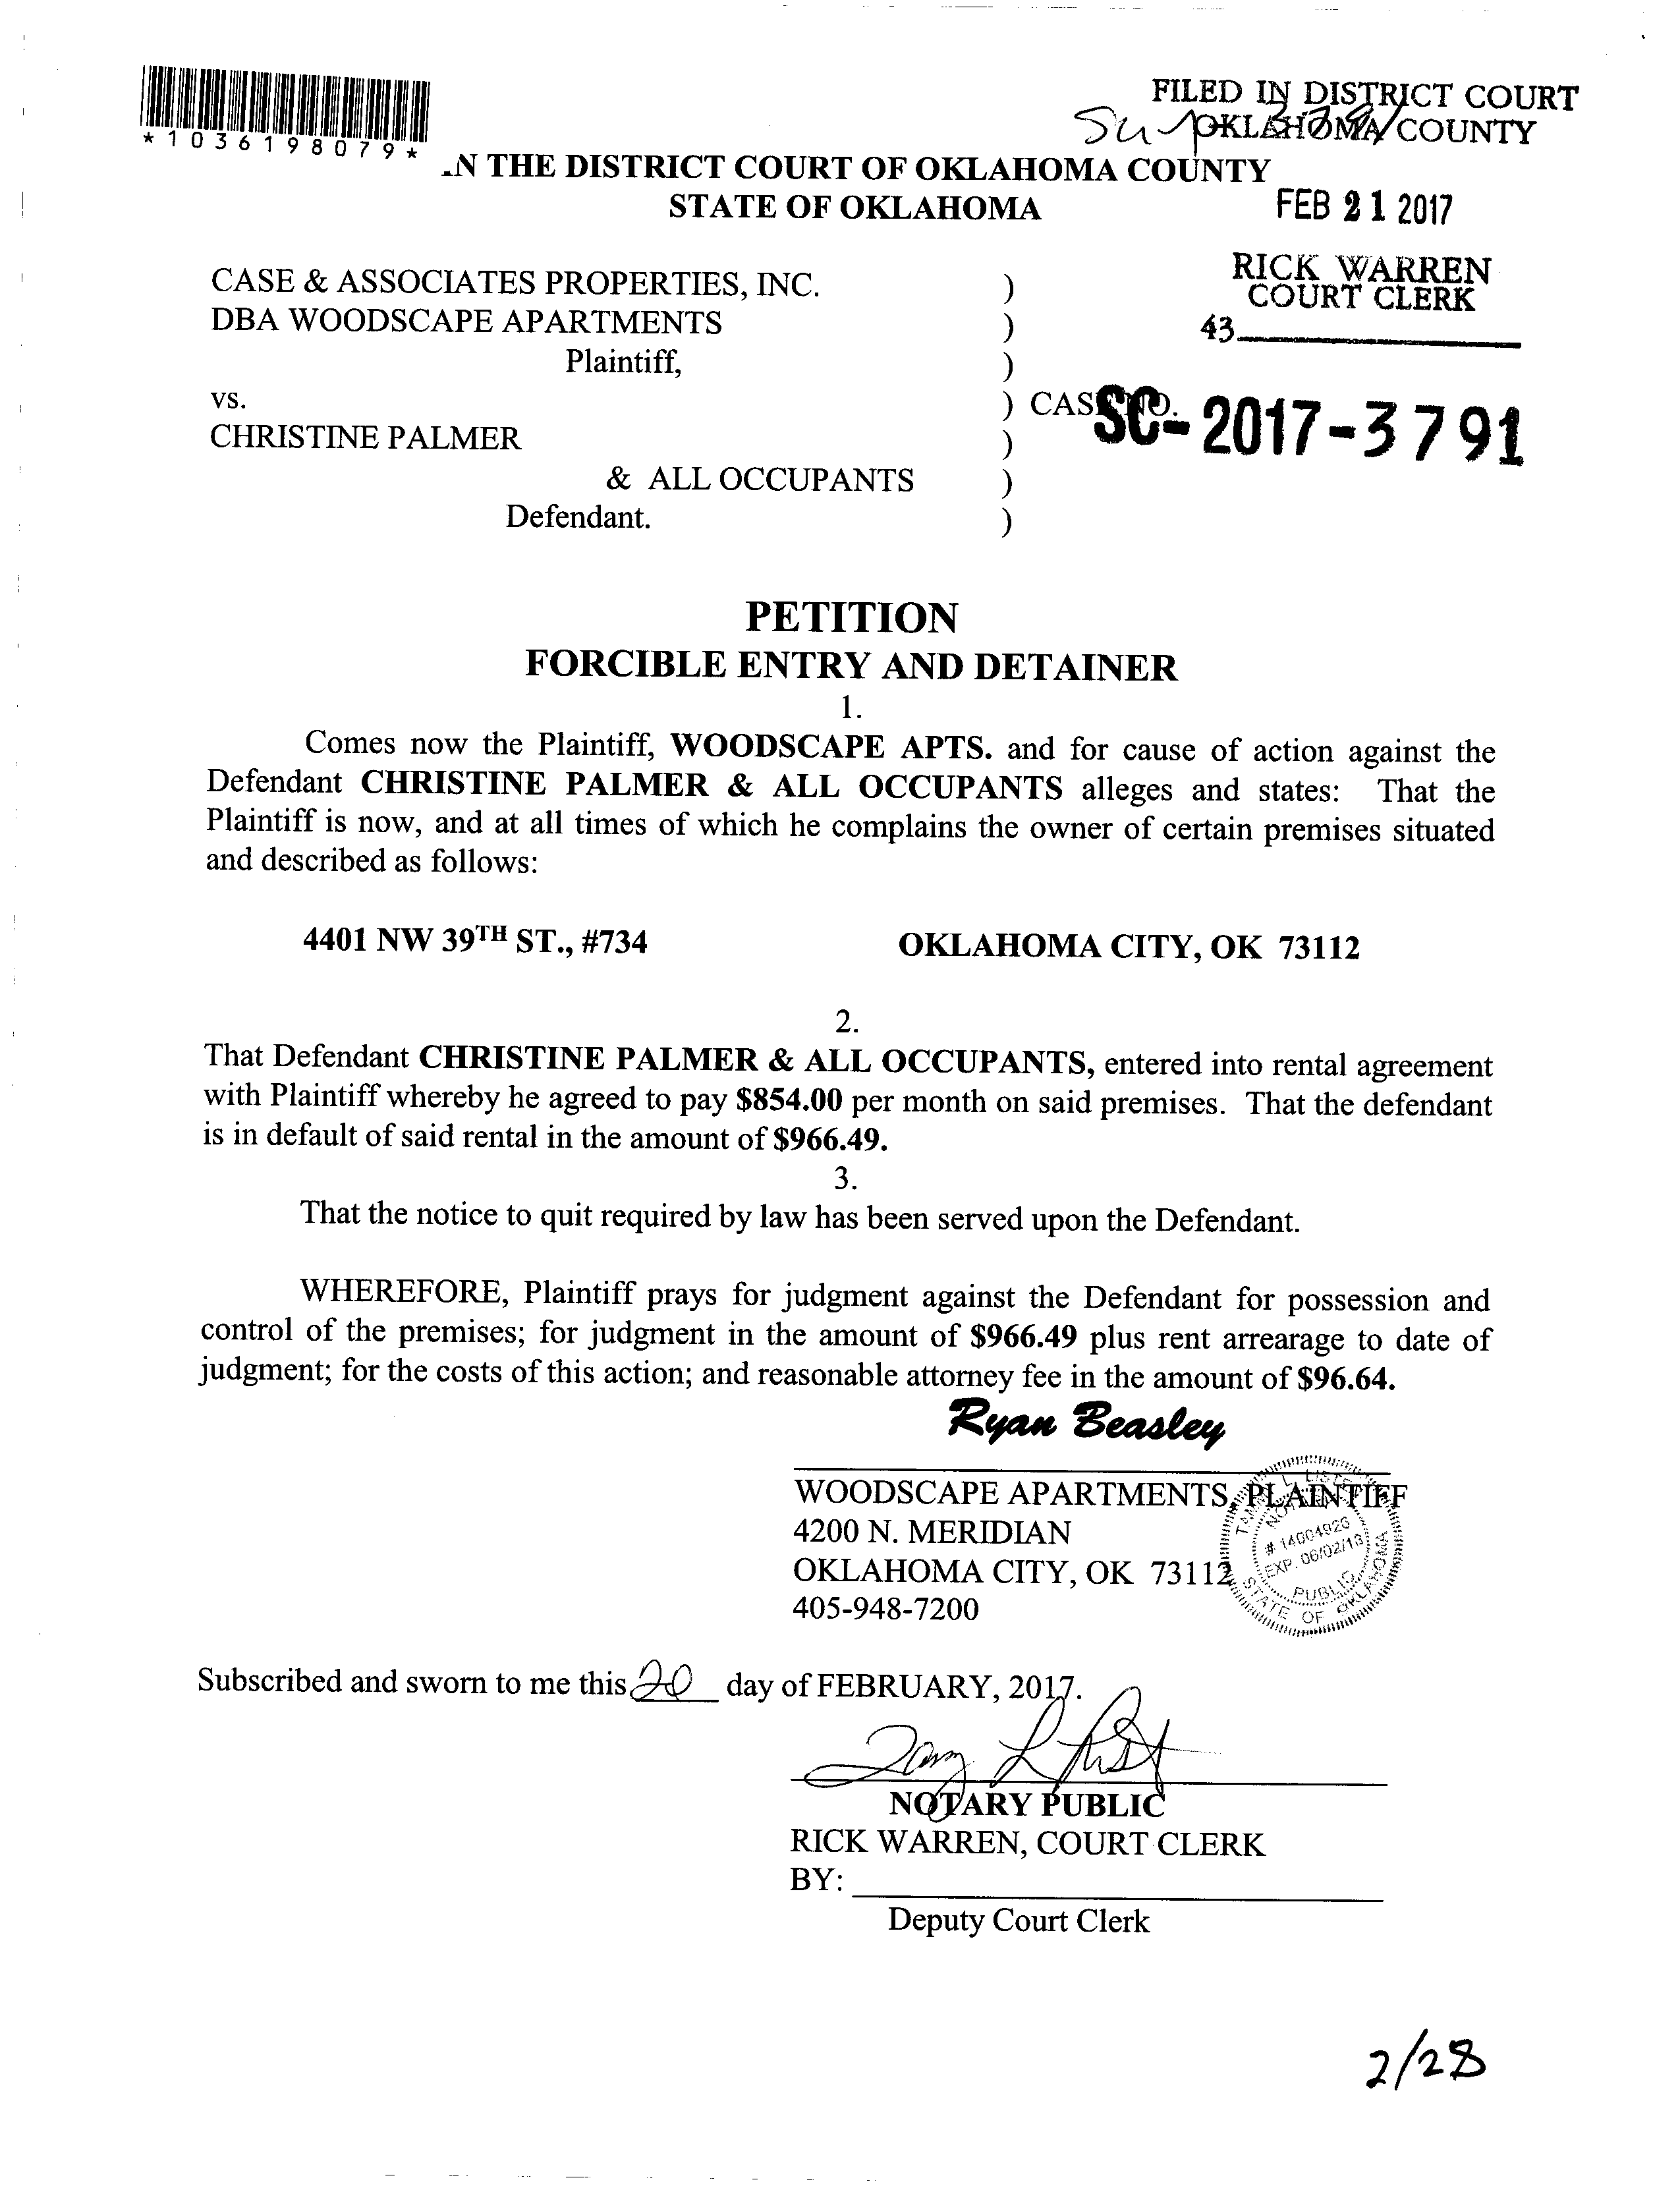 FILED IN DISTRICT COURT
OKLAHOMA COUNTY
*1036198079*
IN THE DISTRICT COURT OF OKLAHOMA COUNTY
STATE OF OKLAHOMA
FEB 21 2017
RICK WARREN
COURT CLERK
43
CASE & ASSOCIATES PROPERTIES, INC. )
DBA WOODSCAPE APARTMENTS )
Plaintiff, )
vs. ) CASE NO. SC-2017-3791
CHRISTINE PALMER )
& ALL OCCUPANTS )
Defendant. )
PETITION
FORCIBLE ENTRY AND DETAINER
1.
Comes now the Plaintiff, WOODSCAPE APTS. and for cause of action against the
Defendant CHRISTINE PALMER & ALL OCCUPANTS alleges and states: That the
Plaintiff is now, and at all times of which he complains the owner of certain premises situated
and described as follows:
4401 NW 39TH ST., #734 OKLAHOMA CITY, OK 73112
2.
That Defendant CHRISTINE PALMER & ALL OCCUPANTS, entered into rental agreement
with Plaintiff whereby he agreed to pay $854.00 per month on said premises. That the defendant
is in default of said rental in the amount of $966.49.
3.
That the notice to quit required by law has been served upon the Defendant.
WHEREFORE, Plaintiff prays for judgment against the Defendant for possession and
control of the premises; for judgment in the amount of $966.49 plus rent arrearage to date of
judgment; for the costs of this action; and reasonable attorney fee in the amount of $96.64.
Ryan Beasley
WOODSCAPE APARTMENTS, PLAINTIFF
4200 N. MERIDIAN
OKLAHOMA CITY, OK 73112
405-948-7200
NOTARY
# 14004926
EXP. 06/02/18
PUBLIC
STATE OF OKLAHOMA
Subscribed and sworn to me this 20 day of FEBRUARY, 2017.
NOTARY PUBLIC
RICK WARREN, COURT CLERK
BY:
Deputy Court Clerk
2/28